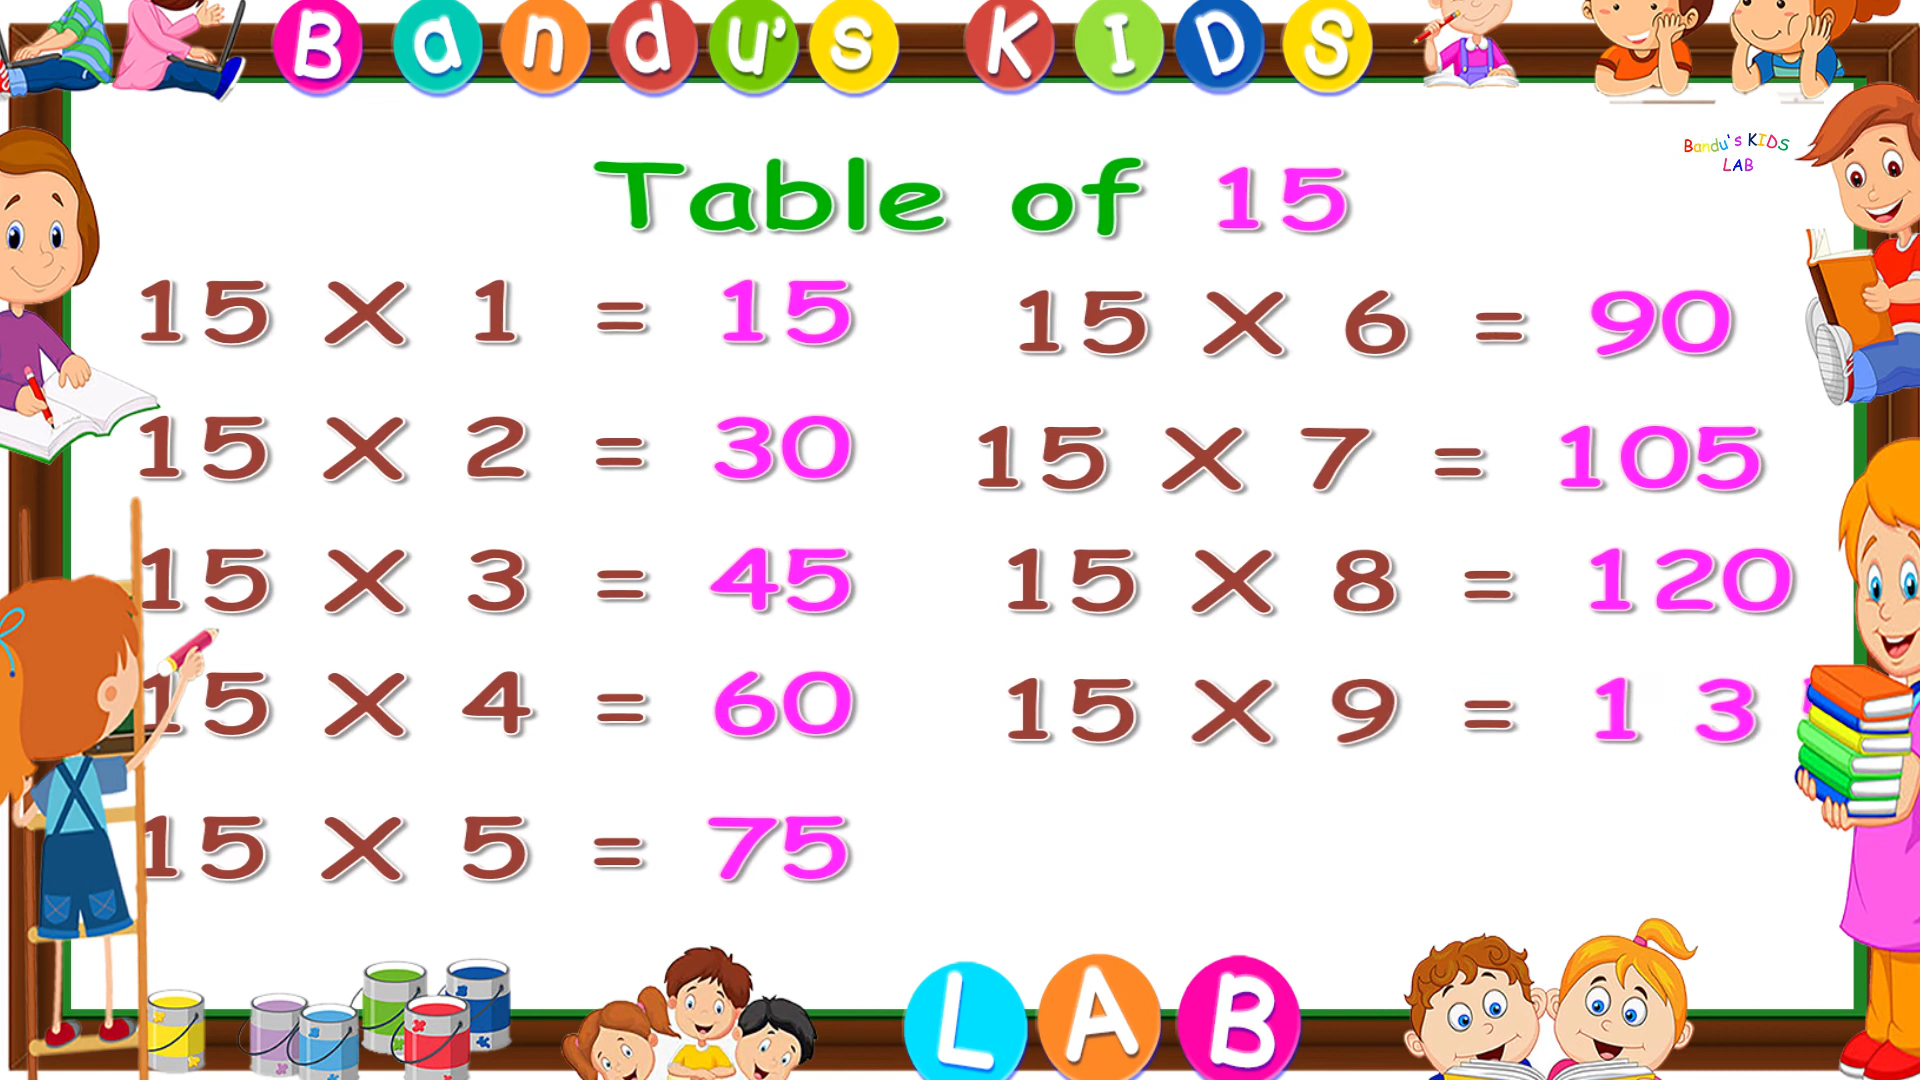 Bandu's KIDS
Bandu's KIDS
LAB
Table of 15
15 X 1 = 15
15 X 2 = 30
15 X 3 = 45
15 X 4 = 60
15 X 5 = 75
15 X 6 = 90
15 X 7 = 105
15 X 8 = 120
15 X 9 = 1 3
LAB